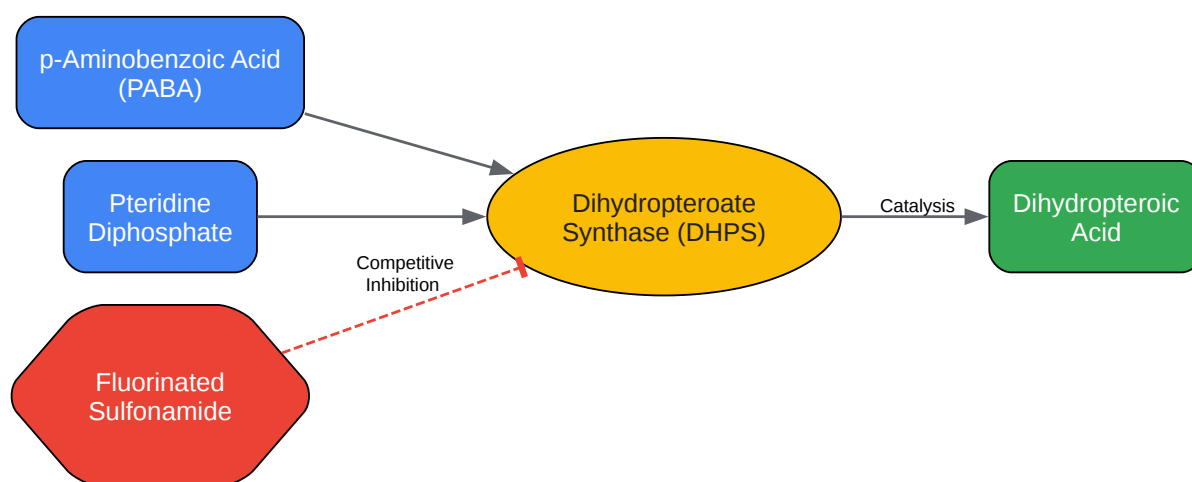 p-Aminobenzoic Acid
(PABA)
Pteridine
Diphosphate
Dihydropteroate
Synthase (DHPS)
Catalysis
Dihydropteroic
Acid
Competitive
Inhibition
Fluorinated
Sulfonamide